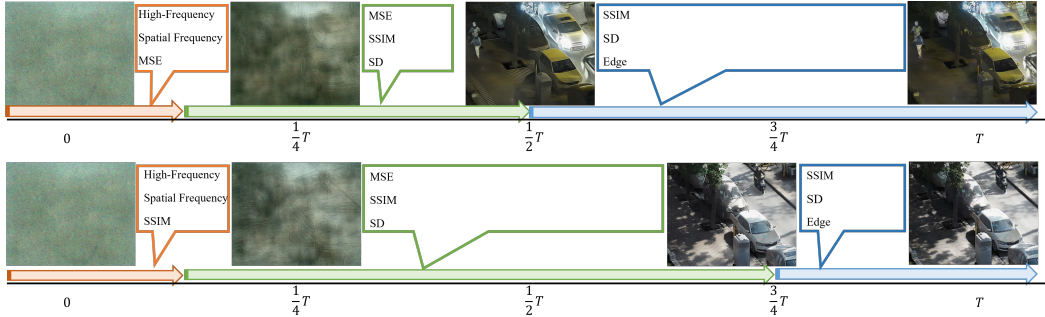 High-Frequency
Spatial Frequency
MSE
MSE
SSIM
SD
SSIM
SD
Edge
0
1/4 T
1/2 T
3/4 T
T
High-Frequency
Spatial Frequency
SSIM
MSE
SSIM
SD
SSIM
SD
Edge
0
1/4 T
1/2 T
3/4 T
T